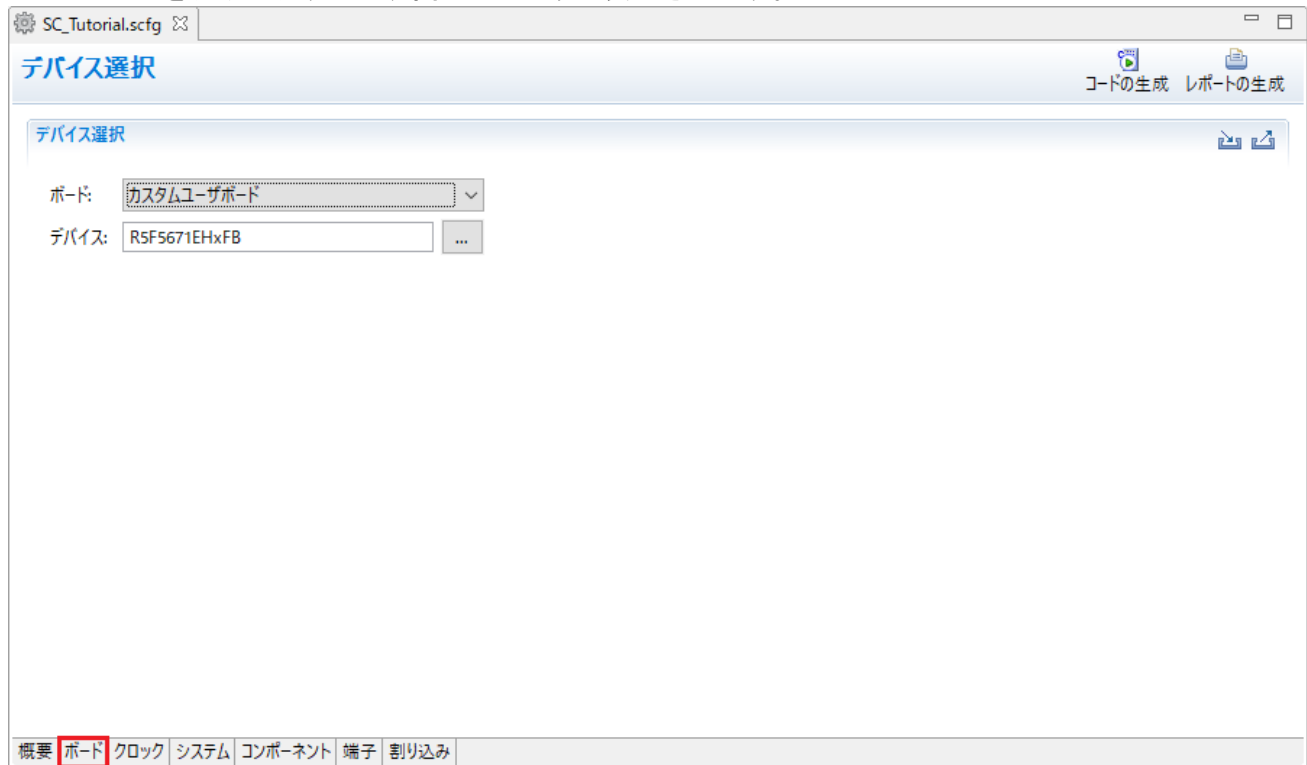 SC_Tutorial.scfg
デバイス選択
コードの生成 レポートの生成
デバイス選択
ボード: カスタムユーザボード
デバイス: R5F5671EHxFB ...
概要 ボード クロック システム コンポーネント 端子 割り込み